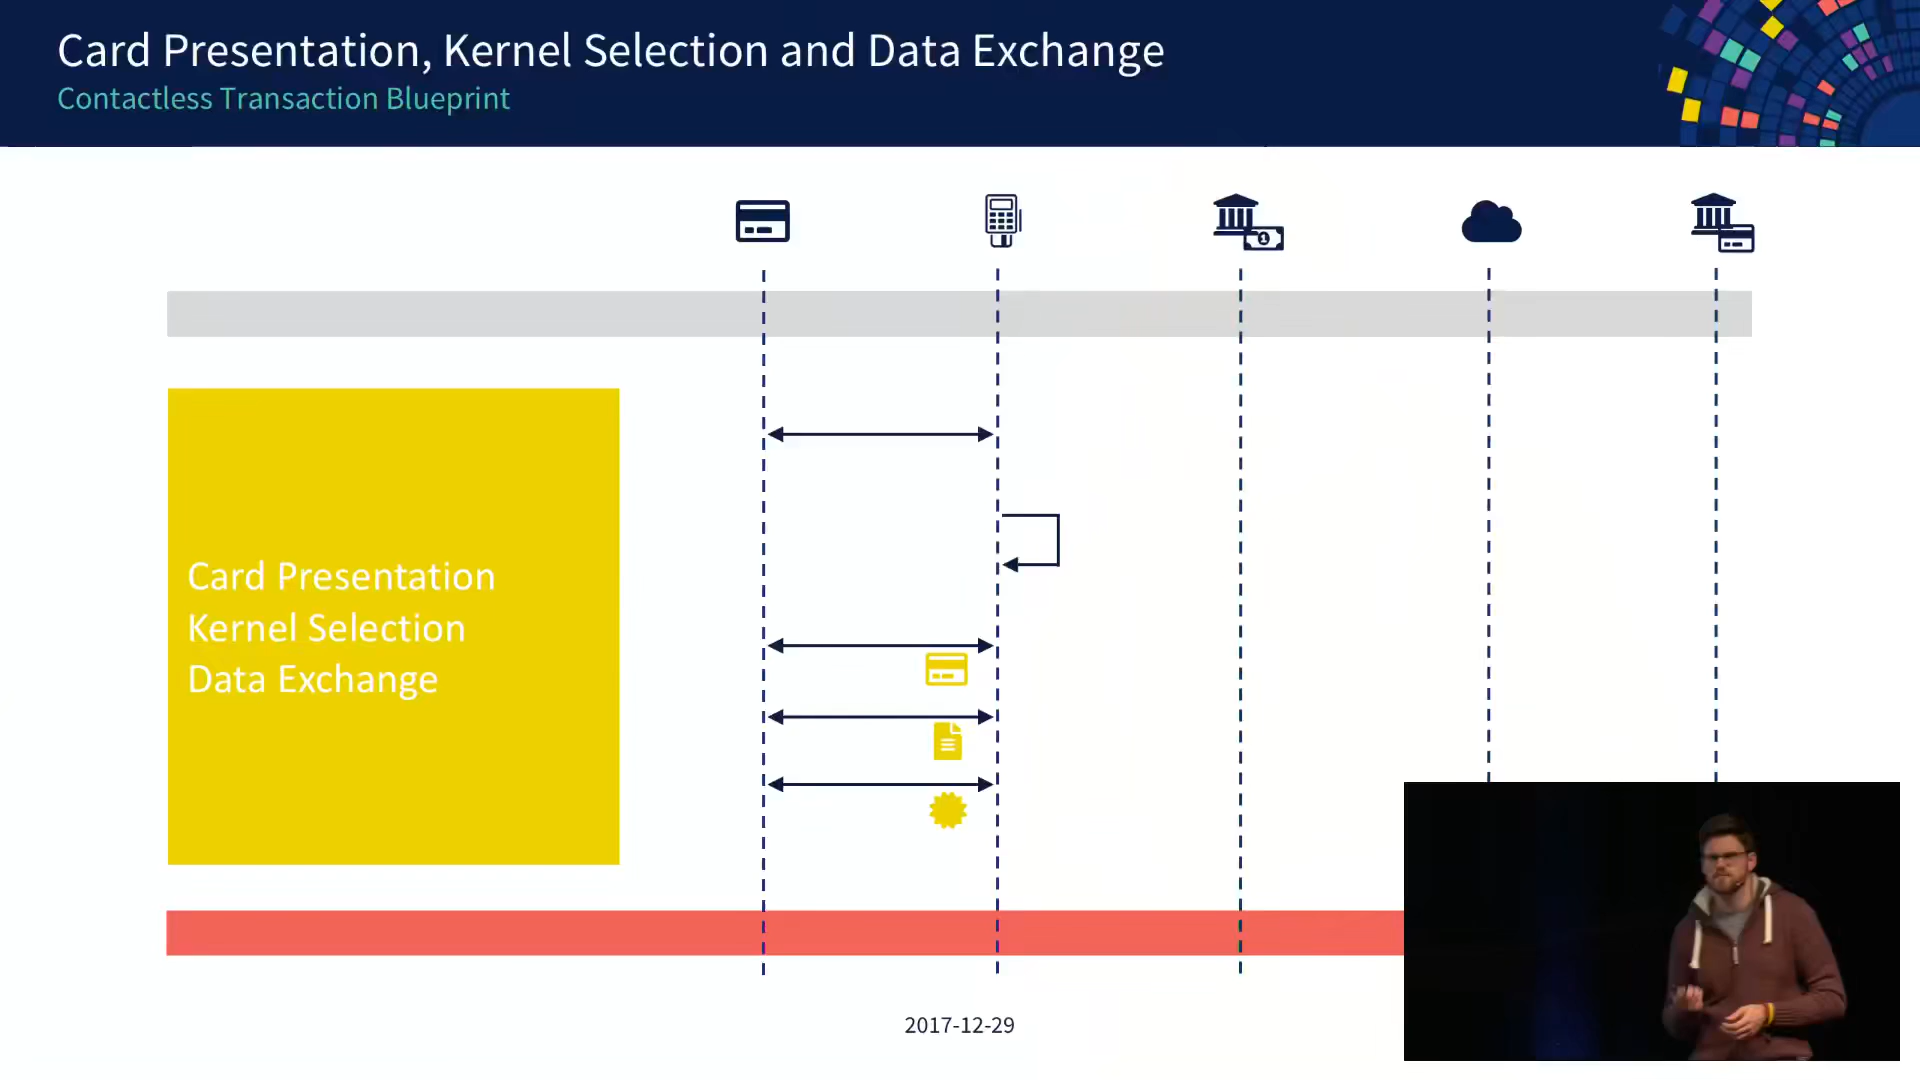 Card Presentation, Kernel Selection and Data Exchange
Contactless Transaction Blueprint
Card Presentation
Kernel Selection
Data Exchange
2017-12-29